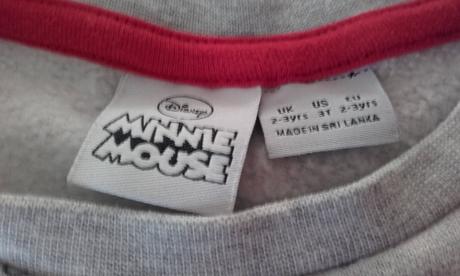 Disney
MINNIE
MOUSE
UK US EU
2-3yrs 3T 2-3yrs
MADE IN SRI LANKA